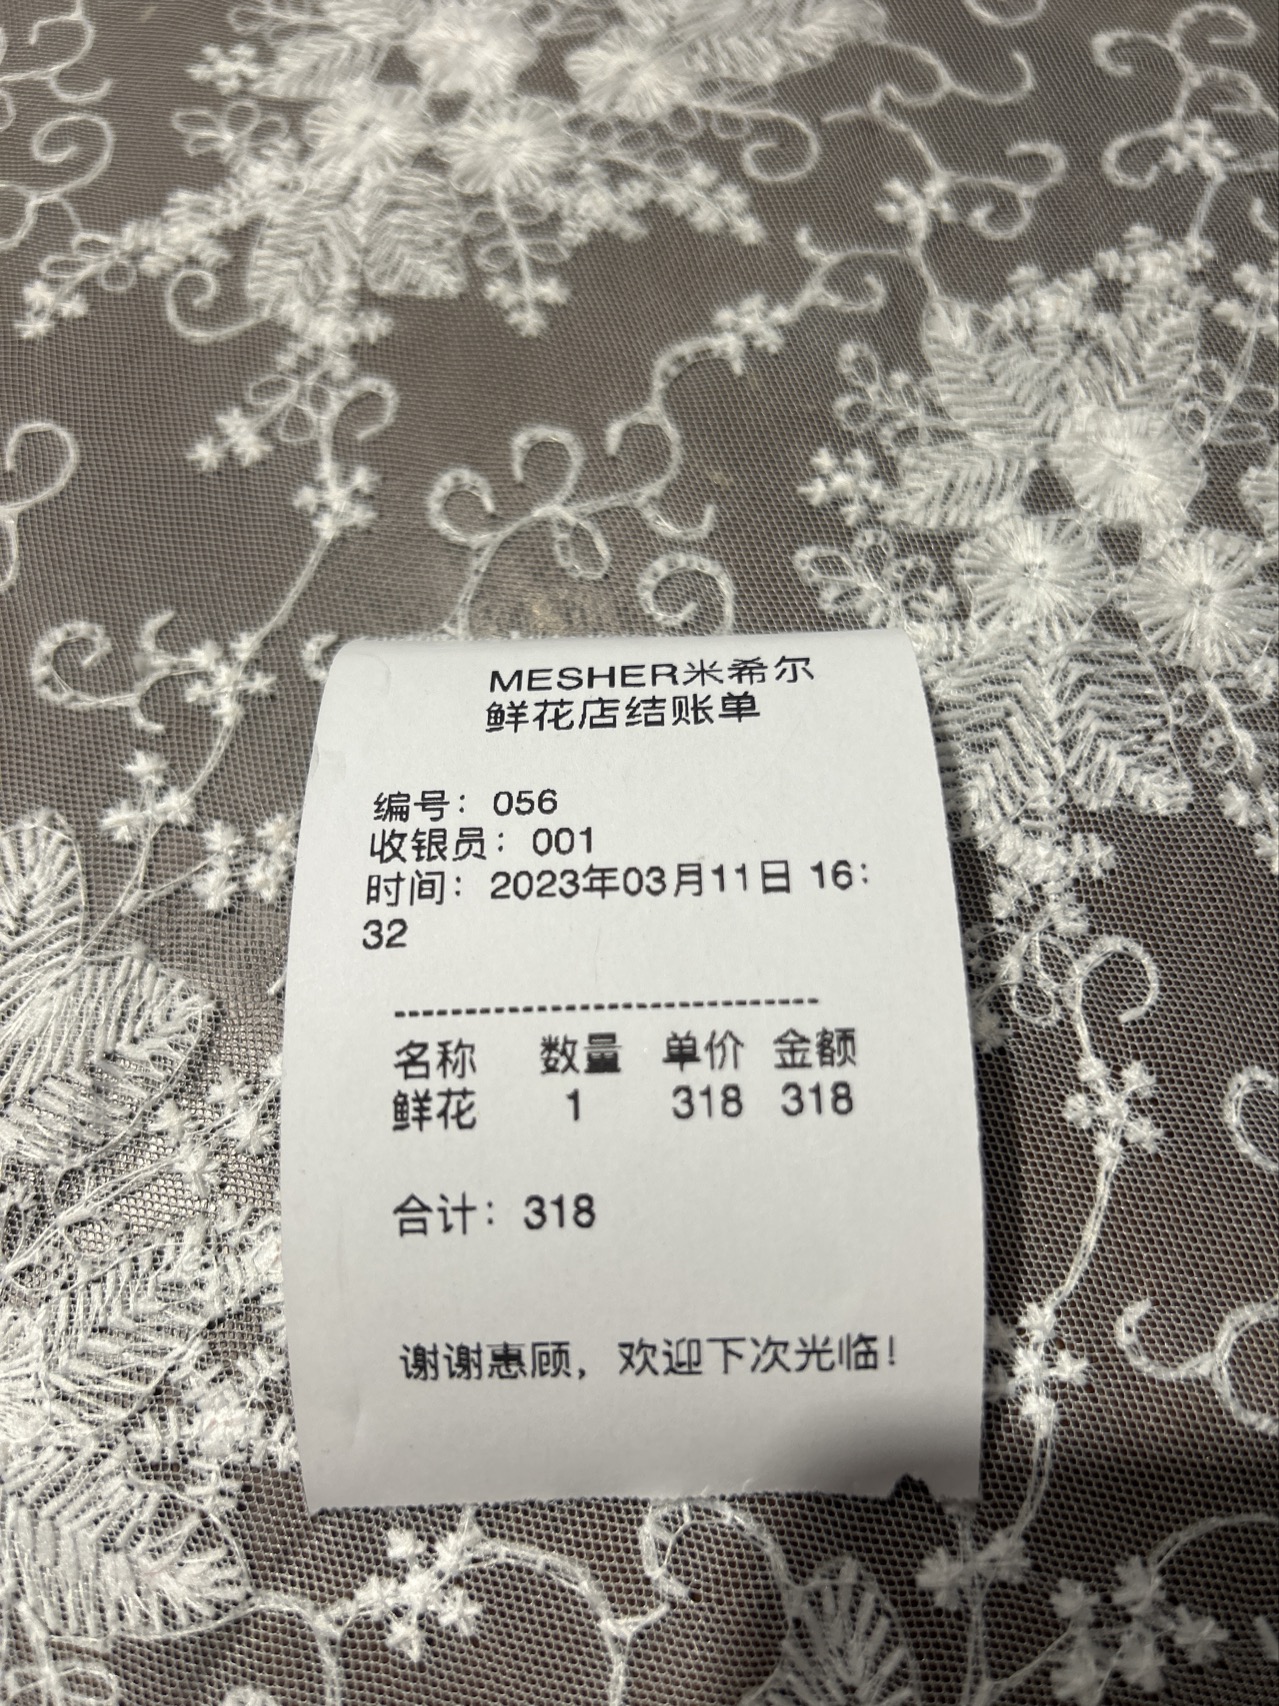 MESHER米希尔
鲜花店结账单
编号：056
收银员：001
时间：2023年03月11日 16：
32
------------------------------
名称 数量 单价 金额
鲜花 1 318 318
合计：318
谢谢惠顾，欢迎下次光临！